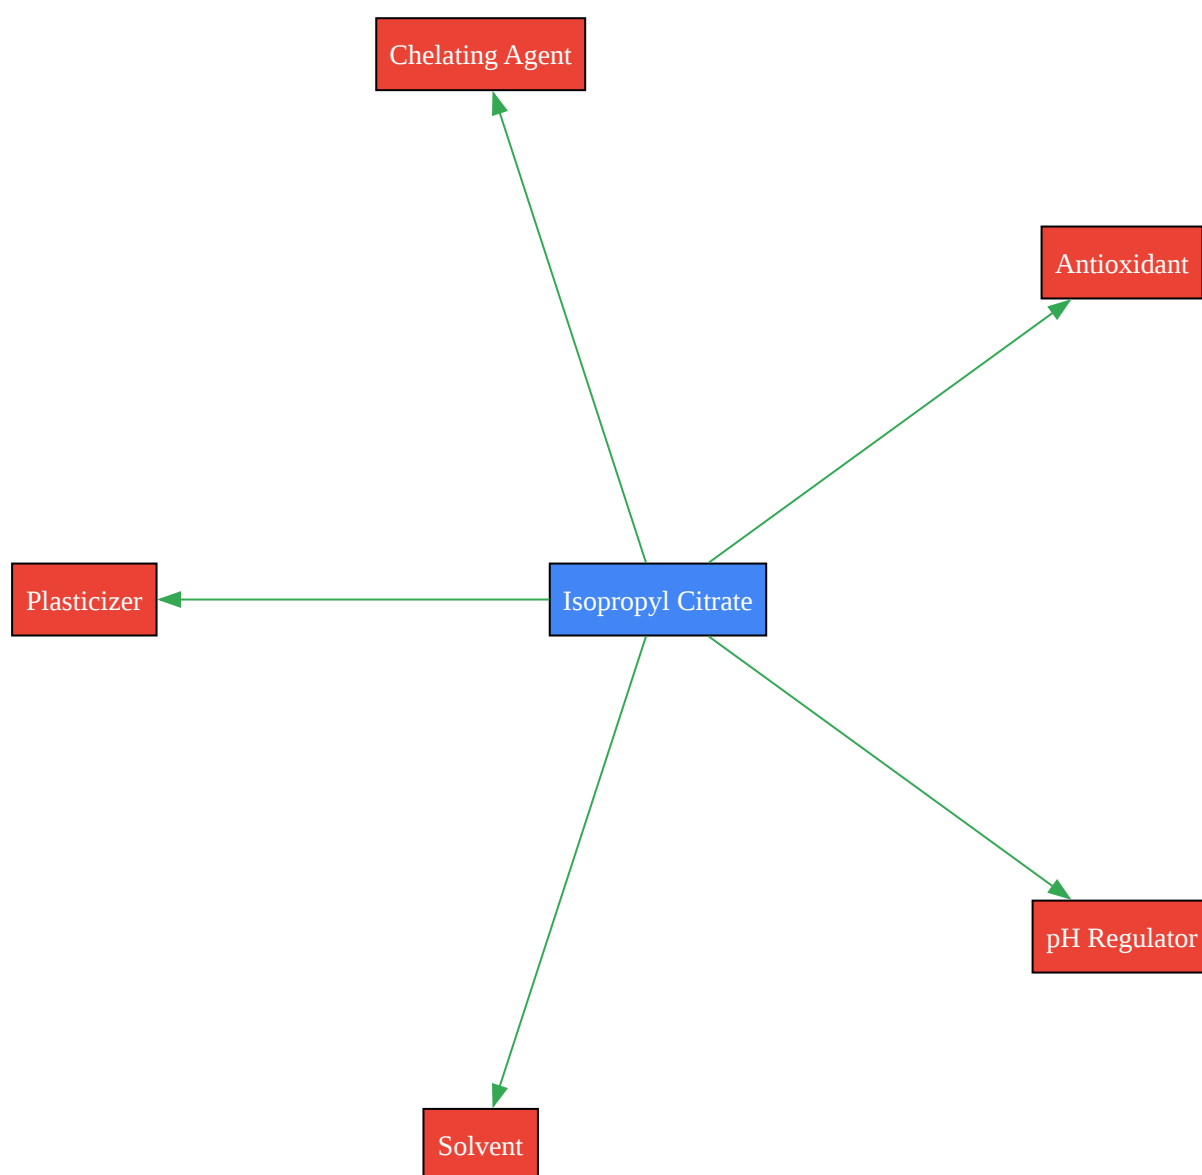 Chelating Agent
Antioxidant
Plasticizer
Isopropyl Citrate
pH Regulator
Solvent